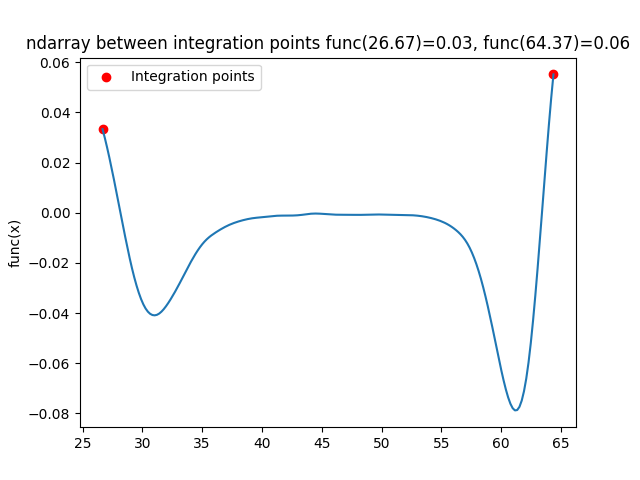 ndarray between integration points func(26.67)=0.03, func(64.37)=0.06
Integration points
func(x)
0.06
0.04
0.02
0.00
−0.02
−0.04
−0.06
−0.08
25 30 35 40 45 50 55 60 65